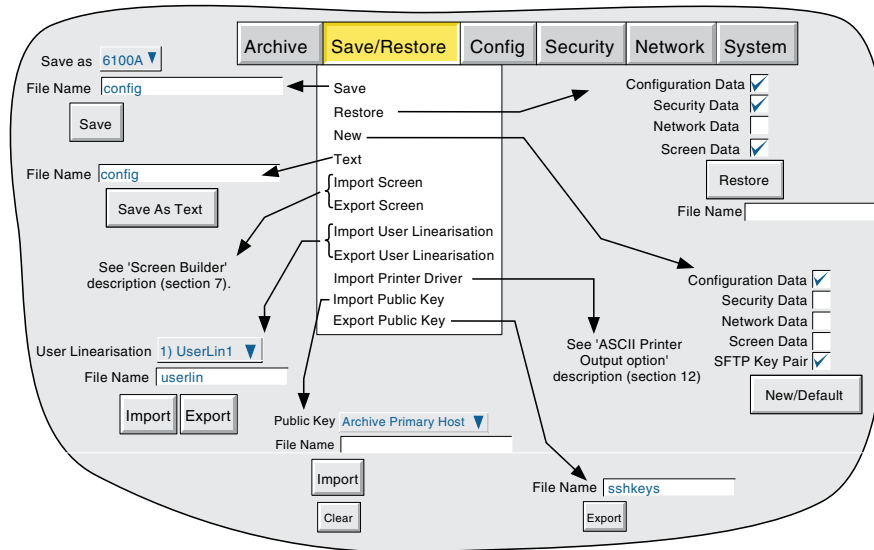 Archive Save/Restore Config Security Network System
Save as 6100A
File Name config
Save
Save
Restore
New
Text
Import Screen
Export Screen
Import User Linearisation
Export User Linearisation
Import Printer Driver
Import Public Key
Export Public Key
Configuration Data
Security Data
Network Data
Screen Data
Restore
File Name
File Name config
Save As Text
See 'Screen Builder'
description (section 7).
User Linearisation 1) UserLin1
File Name userlin
Import Export
Public Key Archive Primary Host
File Name
Import
Clear
See 'ASCII Printer
Output option'
description (section 12)
Configuration Data
Security Data
Network Data
Screen Data
SFTP Key Pair
New/Default
File Name sshkeys
Export